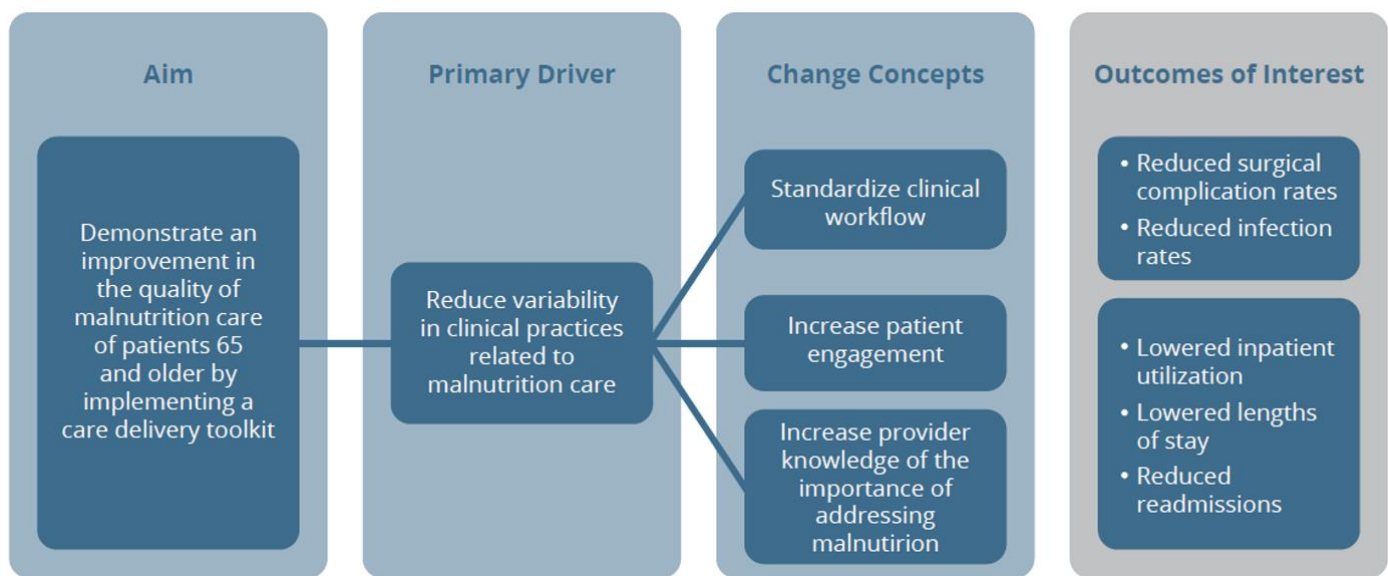 Aim
Demonstrate an
improvement in
the quality of
malnutrition care
of patients 65
and older by
implementing a
care delivery toolkit
Primary Driver
Reduce variability
in clinical practices
related to
malnutrition care
Change Concepts
Standardize clinical
workflow
Increase patient
engagement
Increase provider
knowledge of the
importance of
addressing
malnutirion
Outcomes of Interest
• Reduced surgical
complication rates
• Reduced infection
rates
• Lowered inpatient
utilization
• Lowered lengths
of stay
• Reduced
readmissions